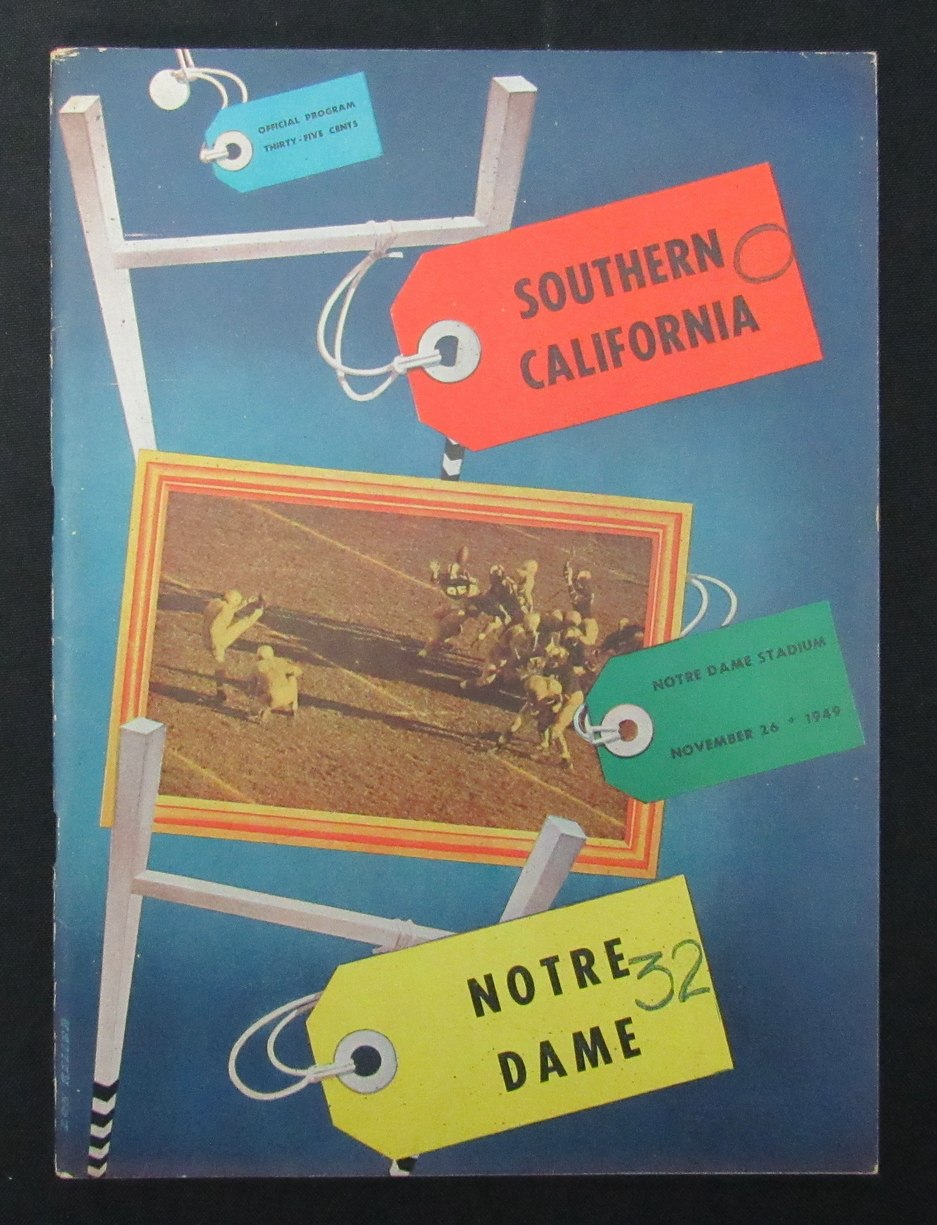 OFFICIAL PROGRAM
THIRTY-FIVE CENTS
SOUTHERN 0
CALIFORNIA
NOTRE DAME STADIUM
NOVEMBER 26 * 1949
NOTRE 32
DAME